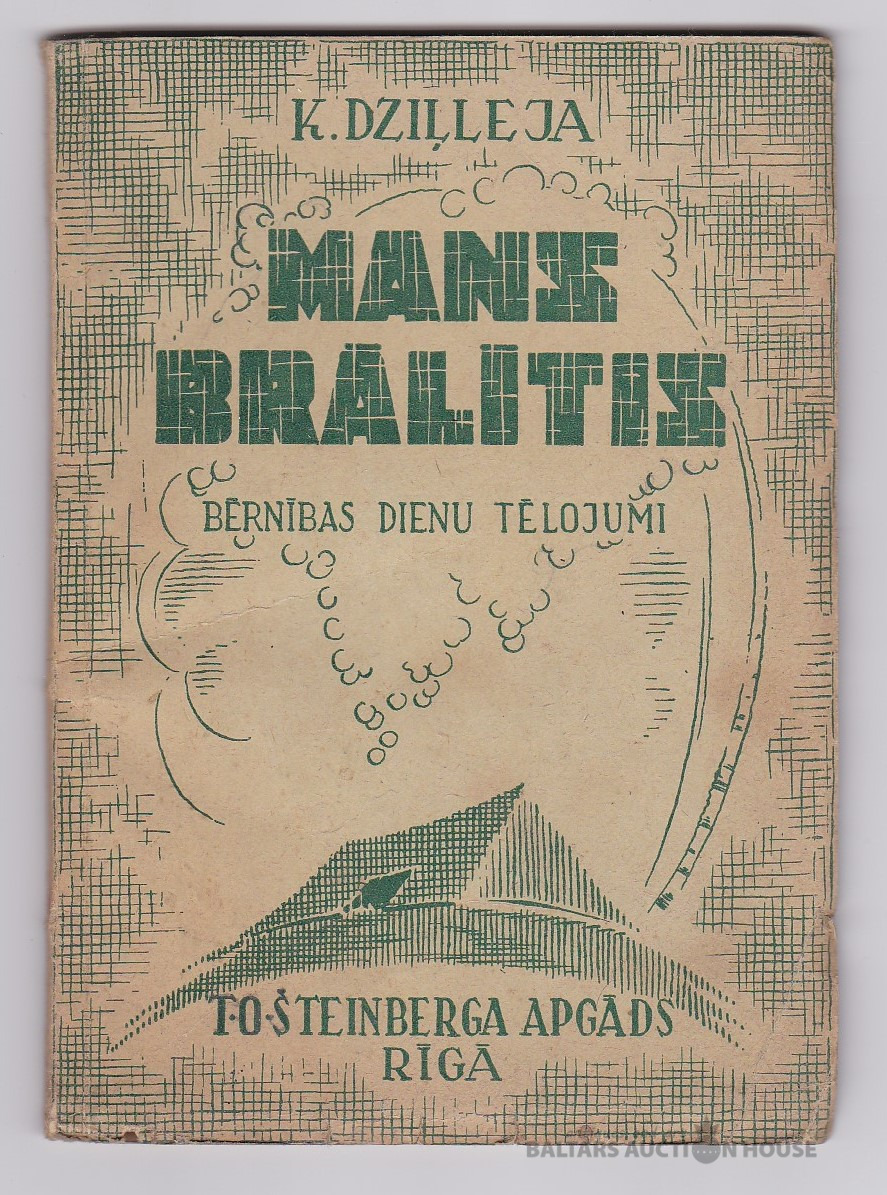 K. DZIĻLEJA
MANS
BRĀLĪTIS
BĒRNĪBAS DIENU TĒLOJUMI
T·O·ŠTEINBERGA APGĀDS
RĪGĀ
BALTARS AUCTION HOUSE